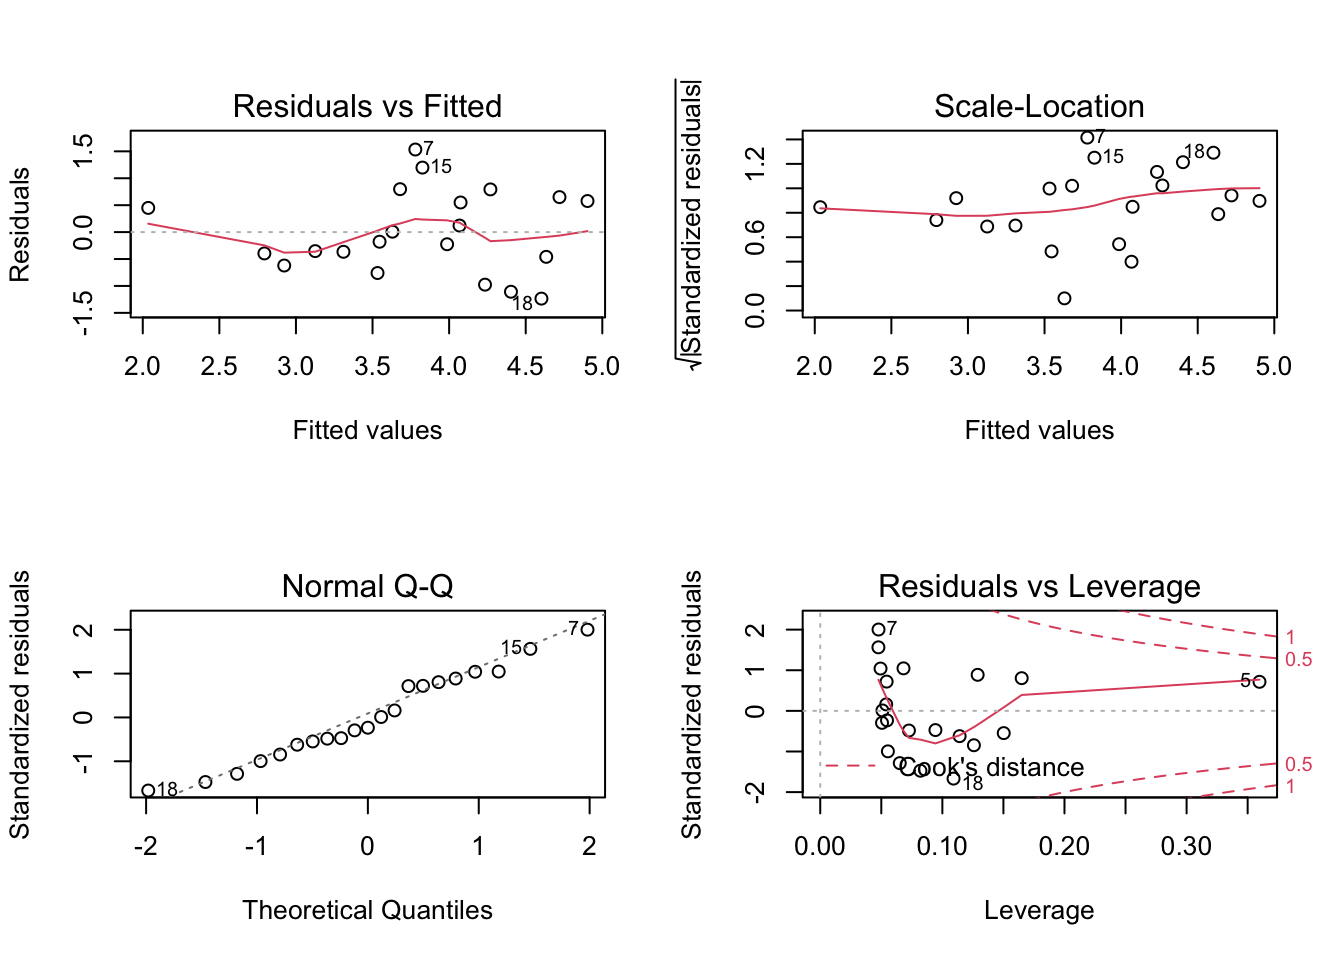 Residuals vs Fitted
Residuals
1.5
0.0
-1.5
7
15
18
2.0 2.5 3.0 3.5 4.0 4.5 5.0
Fitted values
Scale-Location
√|Standardized residuals|
1.2
0.6
0.0
7
15
18
2.0 2.5 3.0 3.5 4.0 4.5 5.0
Fitted values
Normal Q-Q
Standardized residuals
2
1
0
-1
7
15
18
-2 -1 0 1 2
Theoretical Quantiles
Residuals vs Leverage
Standardized residuals
2
1
0
-2
7
5
18
Cook's distance
1
0.5
0.5
1
0.00 0.10 0.20 0.30
Leverage